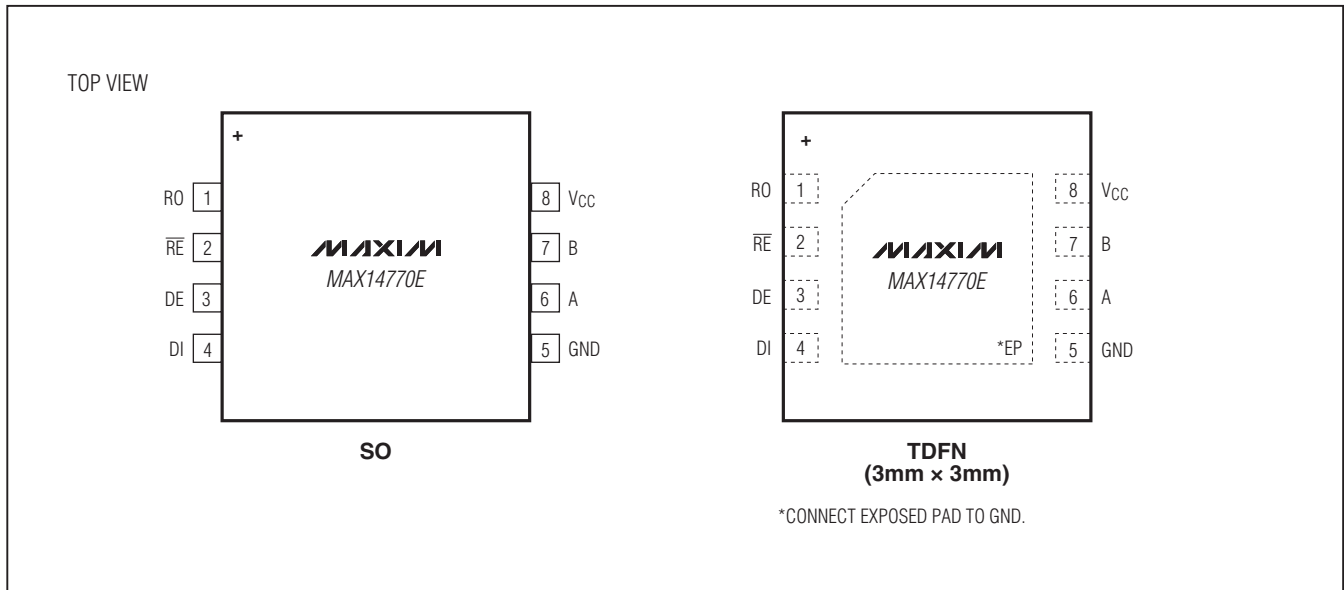 TOP VIEW
+
RO 1
RE 2
DE 3
DI 4
8 VCC
7 B
6 A
5 GND
MAXIM
MAX14770E
SO
+
RO 1
RE 2
DE 3
DI 4
8 VCC
7 B
6 A
5 GND
MAXIM
MAX14770E
*EP
TDFN
(3mm × 3mm)
*CONNECT EXPOSED PAD TO GND.